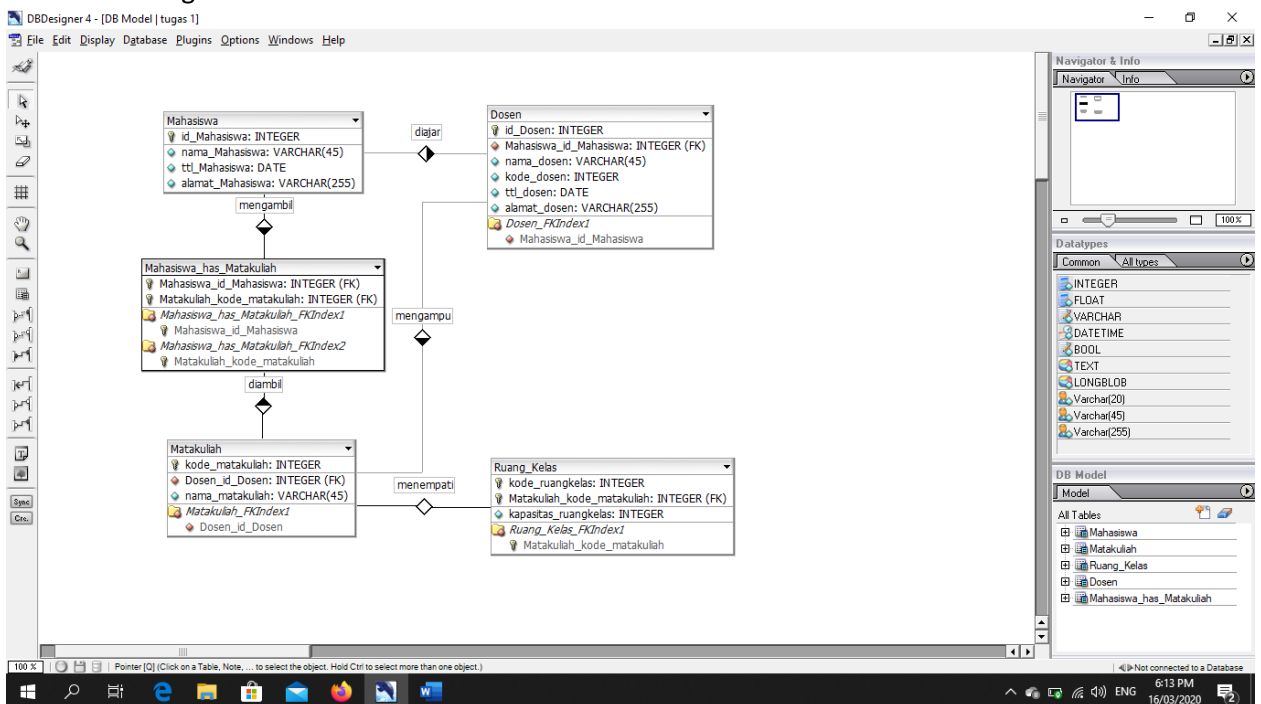 DBDesigner 4 - [DB Model | tugas 1]
File Edit Display Database Plugins Options Windows Help
Mahasiswa
id_Mahasiswa: INTEGER
nama_Mahasiswa: VARCHAR(45)
ttl_Mahasiswa: DATE
alamat_Mahasiswa: VARCHAR(255)
diajar
Dosen
id_Dosen: INTEGER
Mahasiswa_id_Mahasiswa: INTEGER (FK)
nama_dosen: VARCHAR(45)
kode_dosen: INTEGER
ttl_dosen: DATE
alamat_dosen: VARCHAR(255)
Dosen_FKIndex1
Mahasiswa_id_Mahasiswa
mengambil
Mahasiswa_has_Matakuliah
Mahasiswa_id_Mahasiswa: INTEGER (FK)
Matakuliah_kode_matakuliah: INTEGER (FK)
Mahasiswa_has_Matakuliah_FKIndex1
Mahasiswa_id_Mahasiswa
Mahasiswa_has_Matakuliah_FKIndex2
Matakuliah_kode_matakuliah
mengampu
diambil
Matakuliah
kode_matakuliah: INTEGER
Dosen_id_Dosen: INTEGER (FK)
nama_matakuliah: VARCHAR(45)
Matakuliah_FKIndex1
Dosen_id_Dosen
menempati
Ruang_Kelas
kode_ruangkelas: INTEGER
Matakuliah_kode_matakuliah: INTEGER (FK)
kapasitas_ruangkelas: INTEGER
Ruang_Kelas_FKIndex1
Matakuliah_kode_matakuliah
Navigator & Info
Navigator Info
100 %
Datatypes
Common All types
INTEGER
FLOAT
VARCHAR
DATETIME
BOOL
TEXT
LONGBLOB
Varchar(20)
Varchar(45)
Varchar(255)
DB Model
Model
All Tables
Mahasiswa
Matakuliah
Ruang_Kelas
Dosen
Mahasiswa_has_Matakuliah
Sync
100 % Pointer [Q] (Click on a Table, Note, ... to select the object. Hold Ctrl to select more than one object.) Not connected to a Database
ENG 6:13 PM
16/03/2020